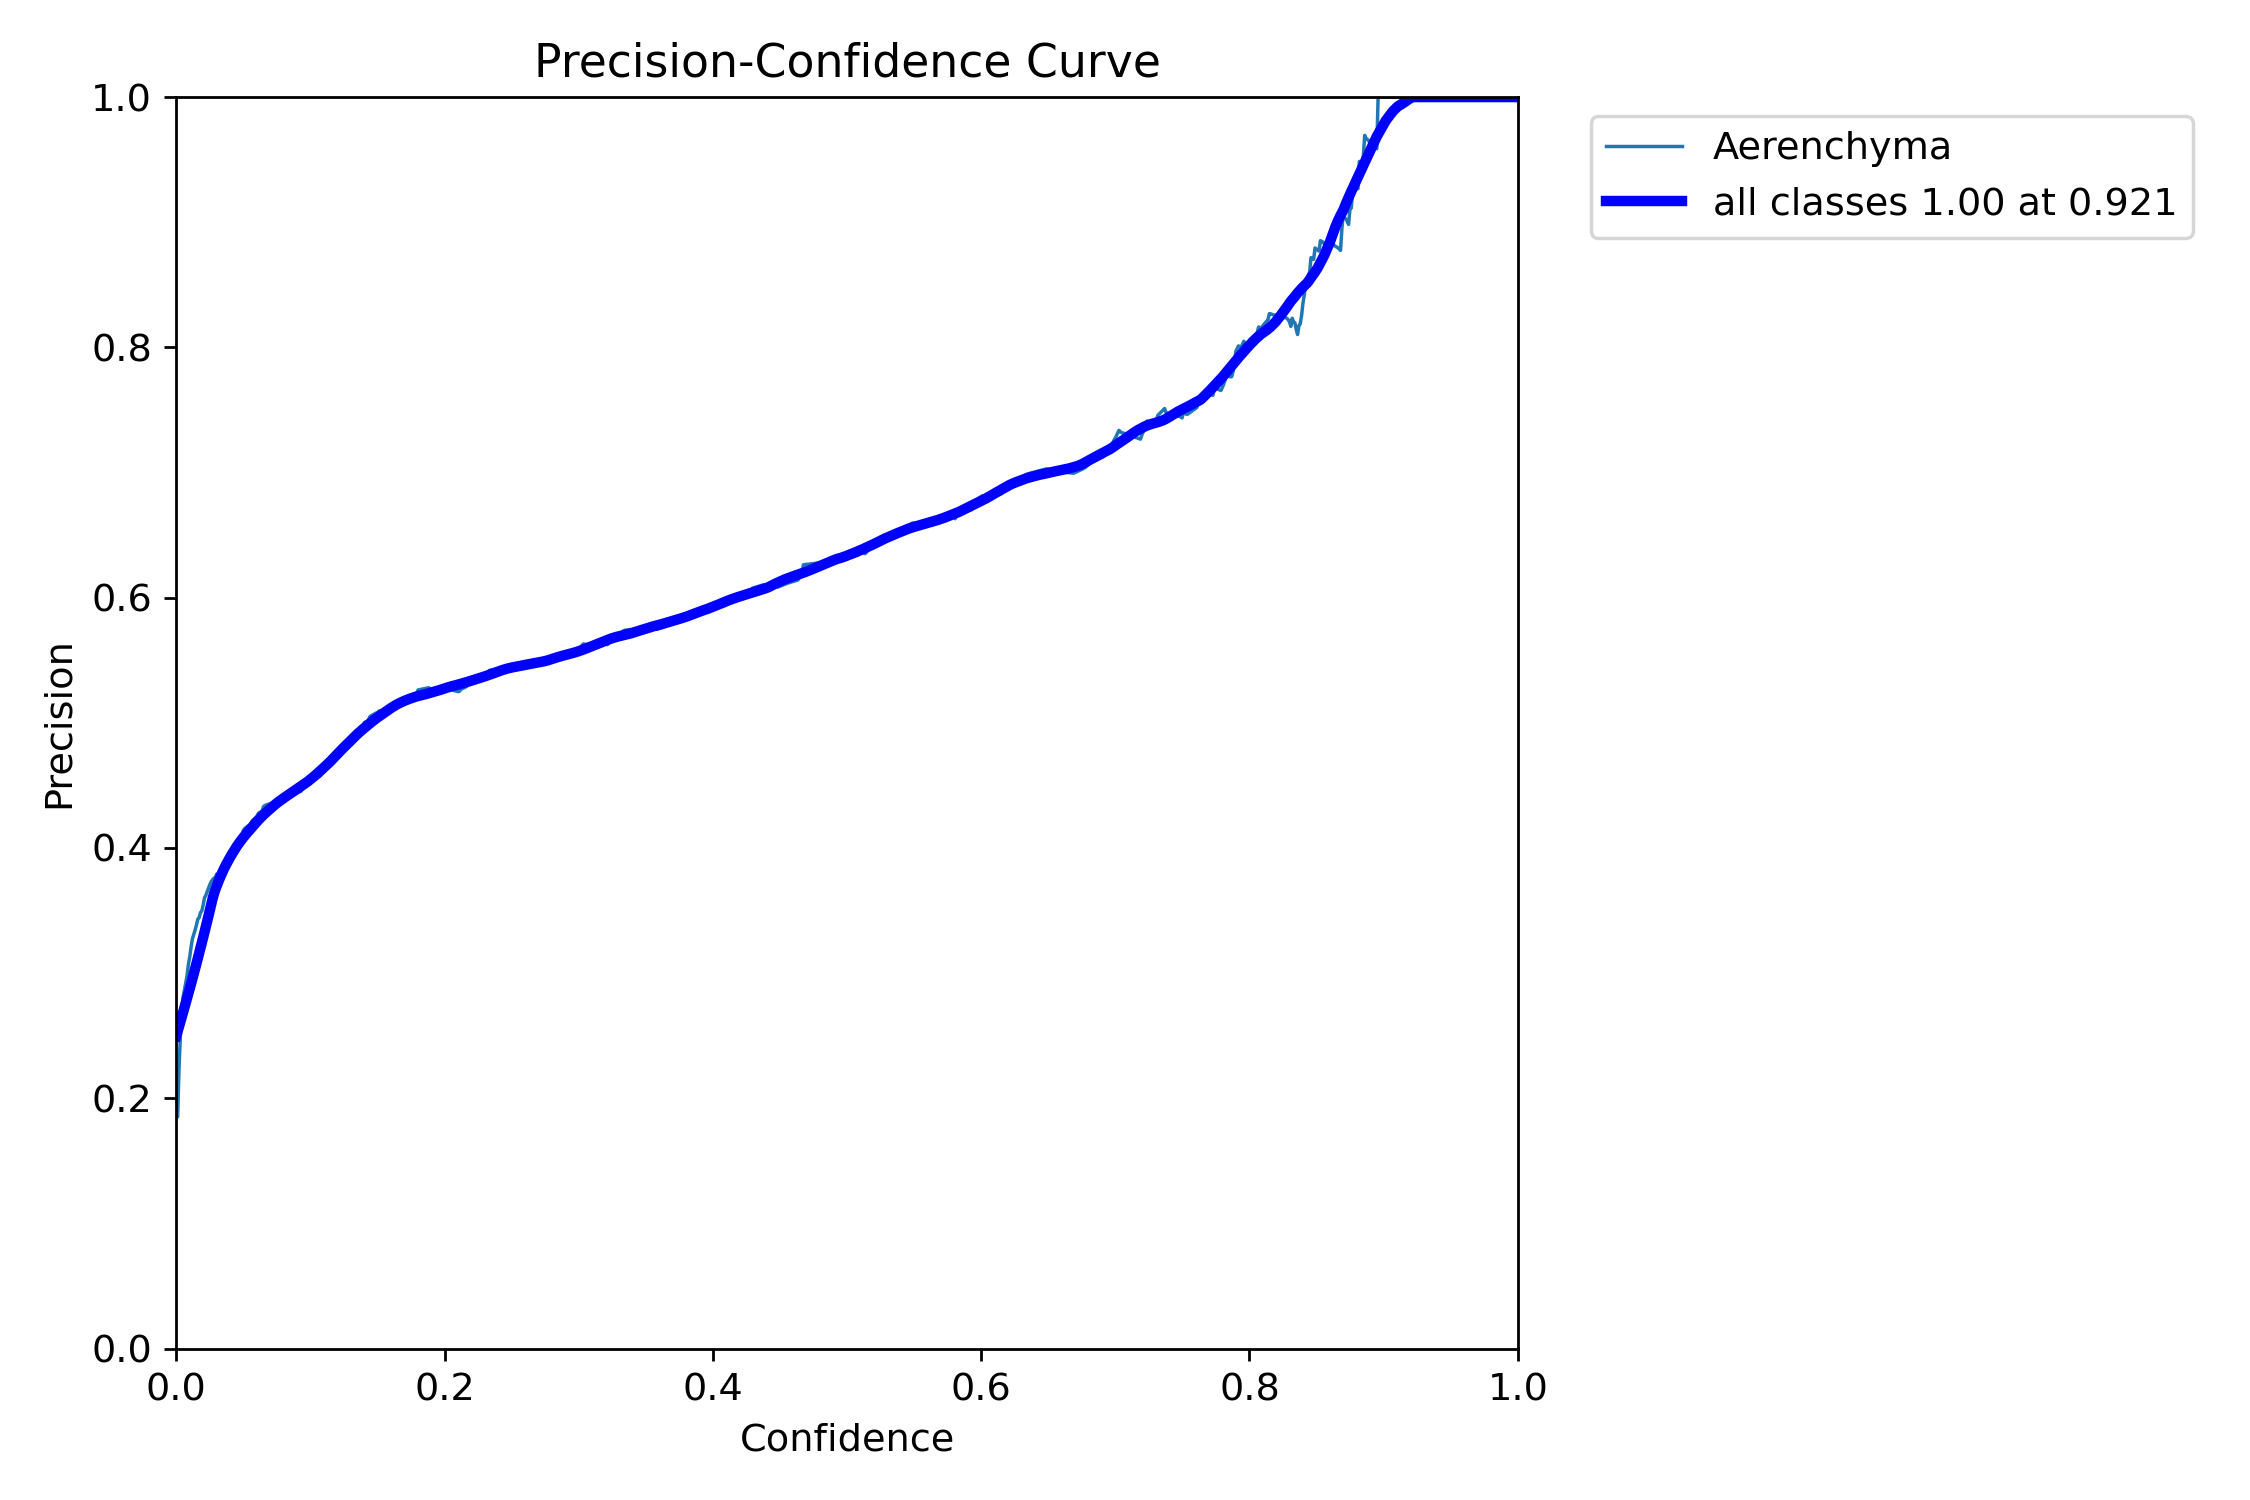 Precision-Confidence Curve
1.0
0.8
0.6
0.4
0.2
0.0
Precision
0.0 0.2 0.4 0.6 0.8 1.0
Confidence
Aerenchyma
all classes 1.00 at 0.921